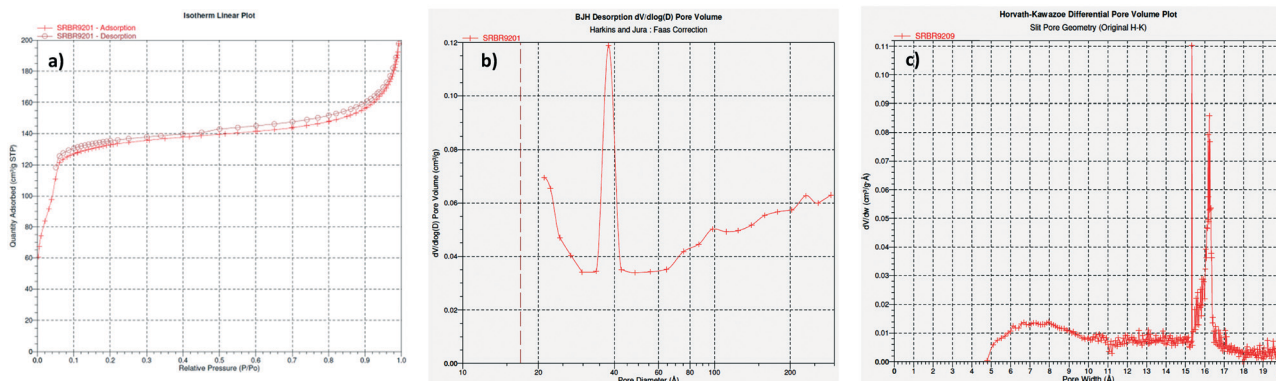 Isotherm Linear Plot
SRBR9201 - Adsorption
SRBR9201 - Desorption
a)
200
180
160
140
120
100
80
60
40
20
0
Quantity Adsorbed (cm³/g STP)
0.0 0.1 0.2 0.3 0.4 0.5 0.6 0.7 0.8 0.9 1.0
Relative Pressure (P/Po)
BJH Desorption dV/dlog(D) Pore Volume
Harkins and Jura : Faas Correction
SRBR9201
b)
0.12
0.10
0.08
0.06
0.04
0.02
0.00
dV/dlog(D) Pore Volume (cm³/g)
10 20 40 60 80 100 200
Pore Diameter (Å)
Horvath-Kawazoe Differential Pore Volume Plot
Slit Pore Geometry (Original H-K)
SRBR9209
c)
0.11
0.10
0.09
0.08
0.07
0.06
0.05
0.04
0.03
0.02
0.01
0.00
dV/dw (cm³/g·Å)
0 1 2 3 4 5 6 7 8 9 10 11 12 13 14 15 16 17 18 19
Pore Width (Å)